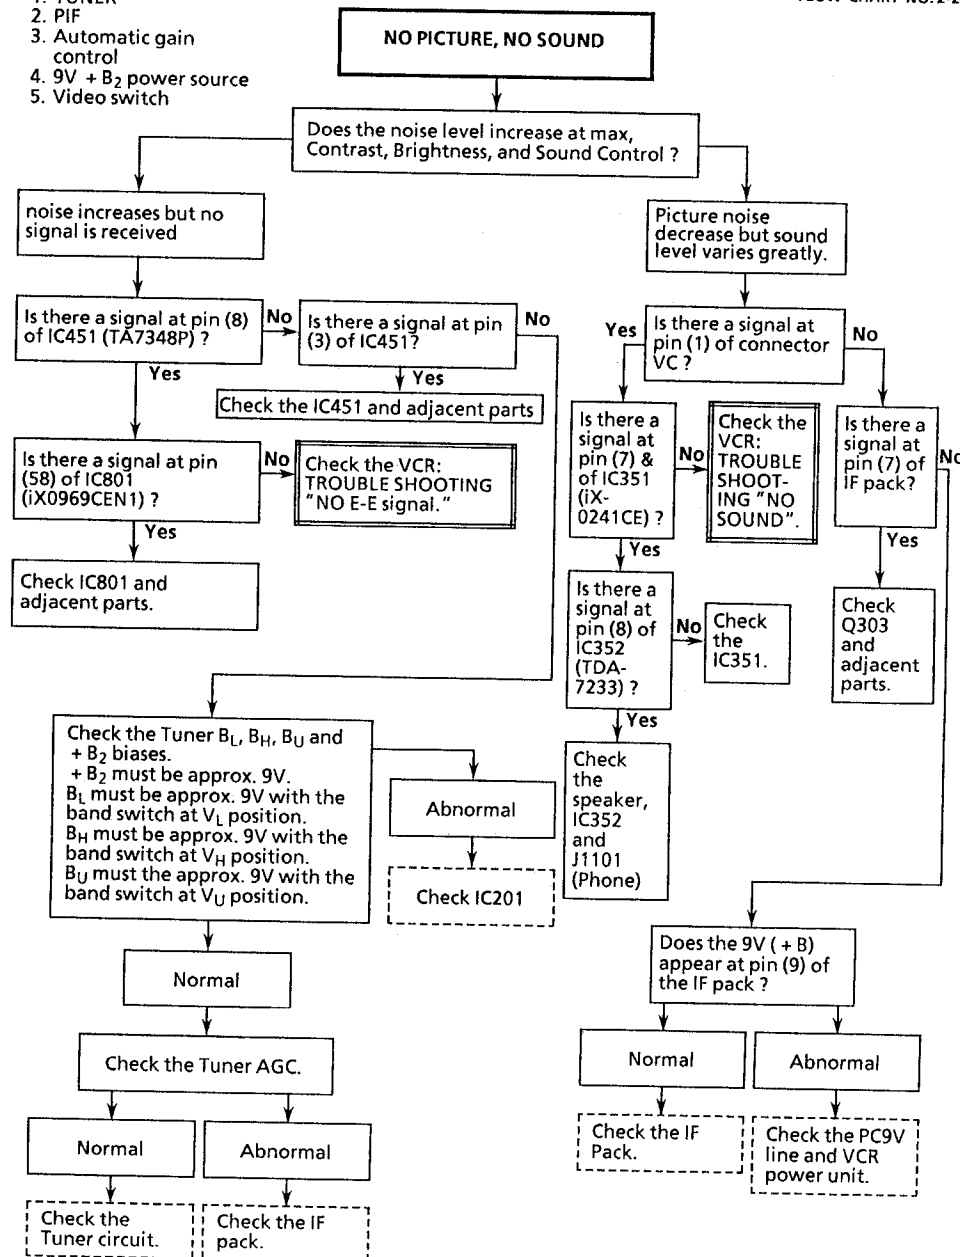 1. TUNER
2. PIF
3. Automatic gain
control
4. 9V + B2 power source
5. Video switch
FLOW CHART NO. 2-2
NO PICTURE, NO SOUND
Does the noise level increase at max,
Contrast, Brightness, and Sound Control ?
noise increases but no
signal is received
Picture noise
decrease but sound
level varies greatly.
Is there a signal at pin (8)
of IC451 (TA7348P) ?
No
Is there a signal at pin
(3) of IC451?
No
Yes
Yes
Check the IC451 and adjacent parts
Yes
Is there a signal at
pin (1) of connector
VC ?
No
Is there a signal at pin
(58) of IC801
(iX0969CEN1) ?
No
Check the VCR:
TROUBLE SHOOTING
"NO E-E signal."
Yes
Check IC801 and
adjacent parts.
Is there a
signal at
pin (7) &
of IC351
(iX-
0241CE) ?
No
Check the
VCR:
TROUBLE
SHOOT-
ING "NO
SOUND".
Is there a
signal at
pin (7) of
IF pack?
No
Yes
Yes
Is there a
signal at
pin (8) of
IC352
(TDA-
7233) ?
No
Check
the
IC351.
Check
Q303
and
adjacent
parts.
Yes
Check
the
speaker,
IC352
and
J1101
(Phone)
Check the Tuner BL, BH, BU and
+ B2 biases.
+ B2 must be approx. 9V.
BL must be approx. 9V with the
band switch at VL position.
BH must be approx. 9V with the
band switch at VH position.
BU must the approx. 9V with the
band switch at VU position.
Abnormal
Check IC201
Normal
Check the Tuner AGC.
Normal
Abnormal
Check the
Tuner circuit.
Check the IF
pack.
Does the 9V ( + B)
appear at pin (9) of
the IF pack ?
Normal
Abnormal
Check the IF
Pack.
Check the PC9V
line and VCR
power unit.